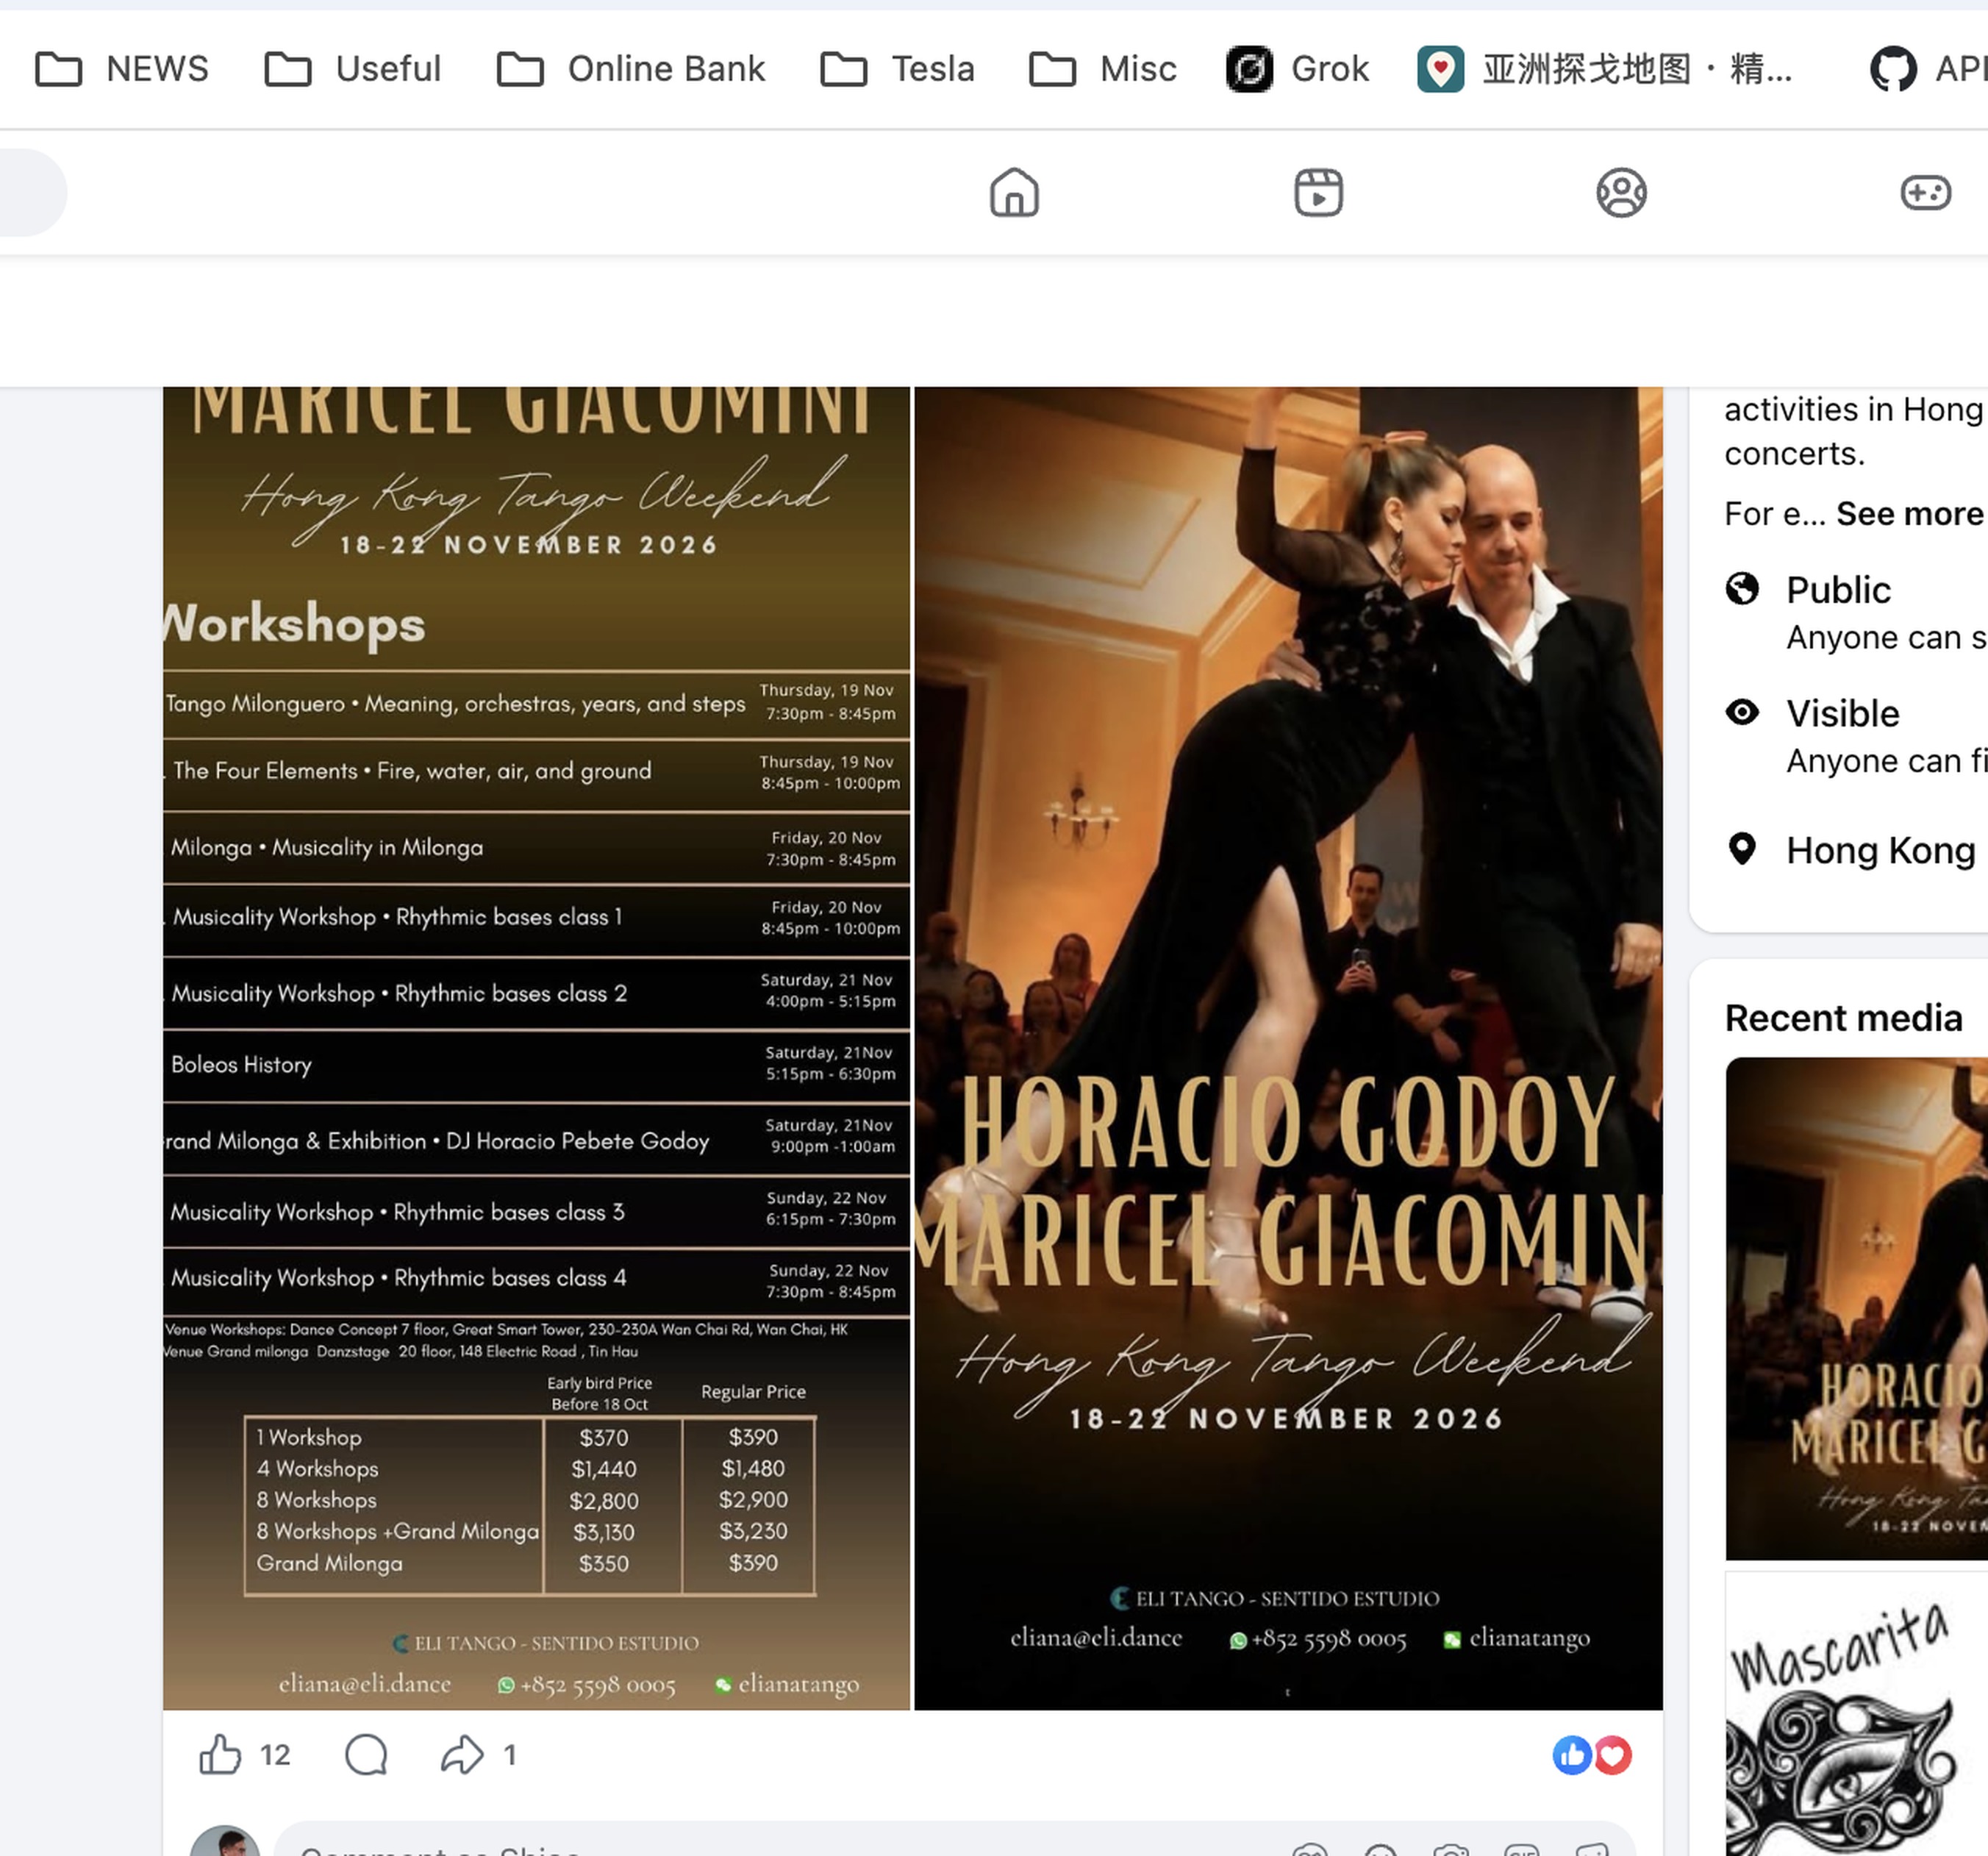 NEWS
Useful
Online Bank
Tesla
Misc
Grok
亚洲探戈地图・精...
MARICEL GIACOMINI
Hong Kong Tango Weekend
18-22 NOVEMBER 2026
Workshops
Tango Milonguero • Meaning, orchestras, years, and steps
Thursday, 19 Nov
7:30pm - 8:45pm
. The Four Elements • Fire, water, air, and ground
Thursday, 19 Nov
8:45pm - 10:00pm
Milonga • Musicality in Milonga
Friday, 20 Nov
7:30pm - 8:45pm
. Musicality Workshop • Rhythmic bases class 1
Friday, 20 Nov
8:45pm - 10:00pm
Musicality Workshop • Rhythmic bases class 2
Saturday, 21 Nov
4:00pm - 5:15pm
Boleos History
Saturday, 21Nov
5:15pm - 6:30pm
rand Milonga & Exhibition • DJ Horacio Pebete Godoy
Saturday, 21Nov
9:00pm -1:00am
Musicality Workshop • Rhythmic bases class 3
Sunday, 22 Nov
6:15pm - 7:30pm
Musicality Workshop • Rhythmic bases class 4
Sunday, 22 Nov
7:30pm - 8:45pm
Venue Workshops: Dance Concept 7 floor, Great Smart Tower, 230-230A Wan Chai Rd, Wan Chai, HK
Venue Grand milonga Danzstage 20 floor, 148 Electric Road , Tin Hau
Early bird Price
Before 18 Oct
Regular Price
1 Workshop $370 $390
4 Workshops $1,440 $1,480
8 Workshops $2,800 $2,900
8 Workshops +Grand Milonga $3,130 $3,230
Grand Milonga $350 $390
ELI TANGO - SENTIDO ESTUDIO
eliana@eli.dance +852 5598 0005 elianatango
HORACIO GODOY
MARICEL GIACOMIN
Hong Kong Tango Weekend
18-22 NOVEMBER 2026
ELI TANGO - SENTIDO ESTUDIO
eliana@eli.dance +852 5598 0005 elianatango
12
1
activities in Hong
concerts.
For e... See more
Public
Anyone can s
Visible
Anyone can fi
Hong Kong
Recent media
HORACIO
MARICEL G
Hong Kong Ta
18-22 NOVEM
Mascarita